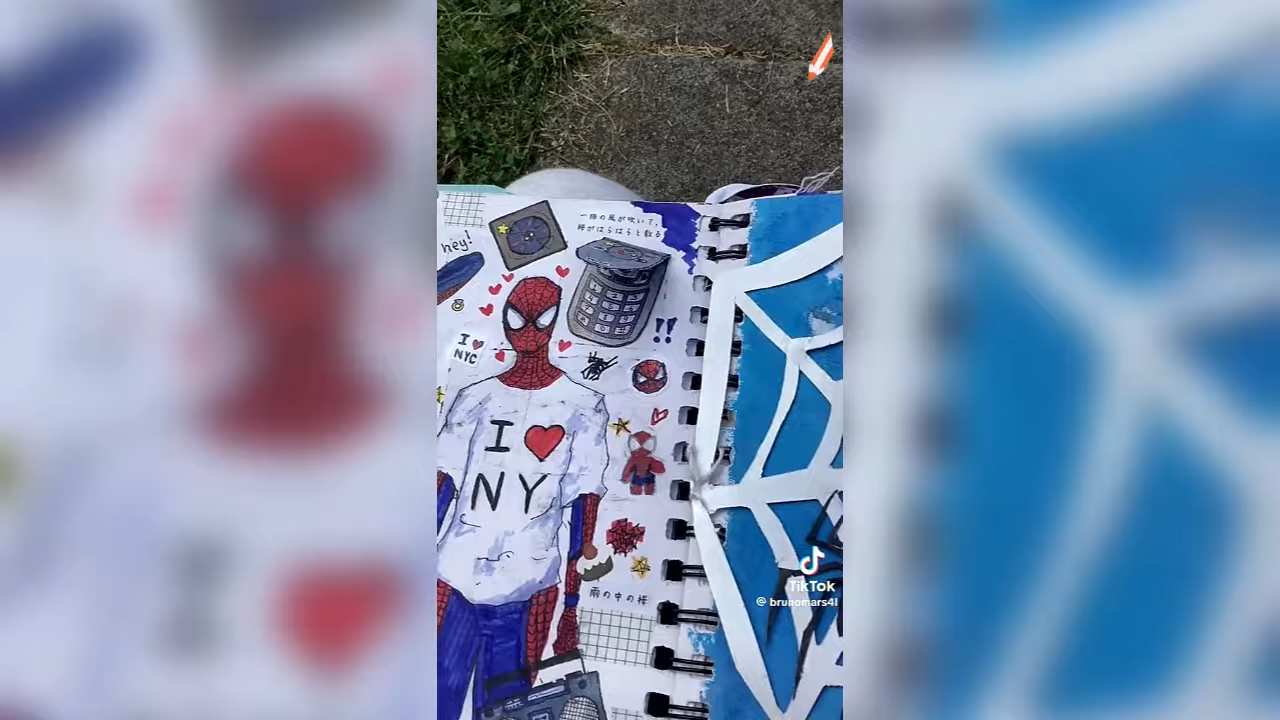 一陣の風が吹いて、
桜がはらはらと散る
hey!
!!
I ❤
NYC
I ❤
NY
雨の中の桜
TikTok
@ brunomars4l